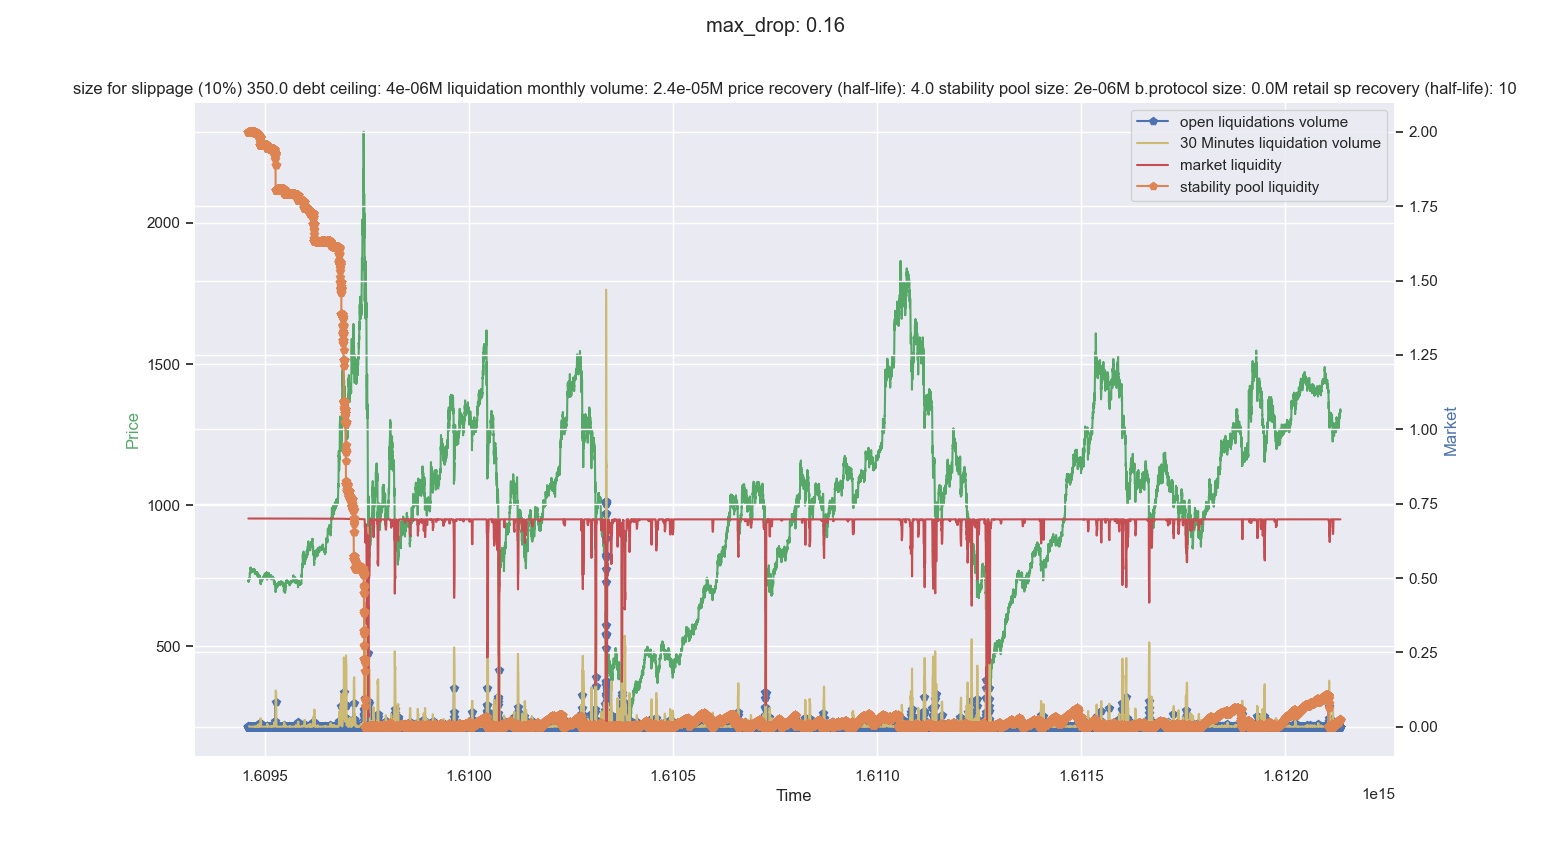 max_drop: 0.16
size for slippage (10%) 350.0 debt ceiling: 4e-06M liquidation monthly volume: 2.4e-05M price recovery (half-life): 4.0 stability pool size: 2e-06M b.protocol size: 0.0M retail sp recovery (half-life): 10
open liquidations volume
30 Minutes liquidation volume
market liquidity
stability pool liquidity
2000
1500
1000
500
Price
2.00
1.75
1.50
1.25
1.00
0.75
0.50
0.25
0.00
Market
1.6095
1.6100
1.6105
1.6110
1.6115
1.6120
1e15
Time